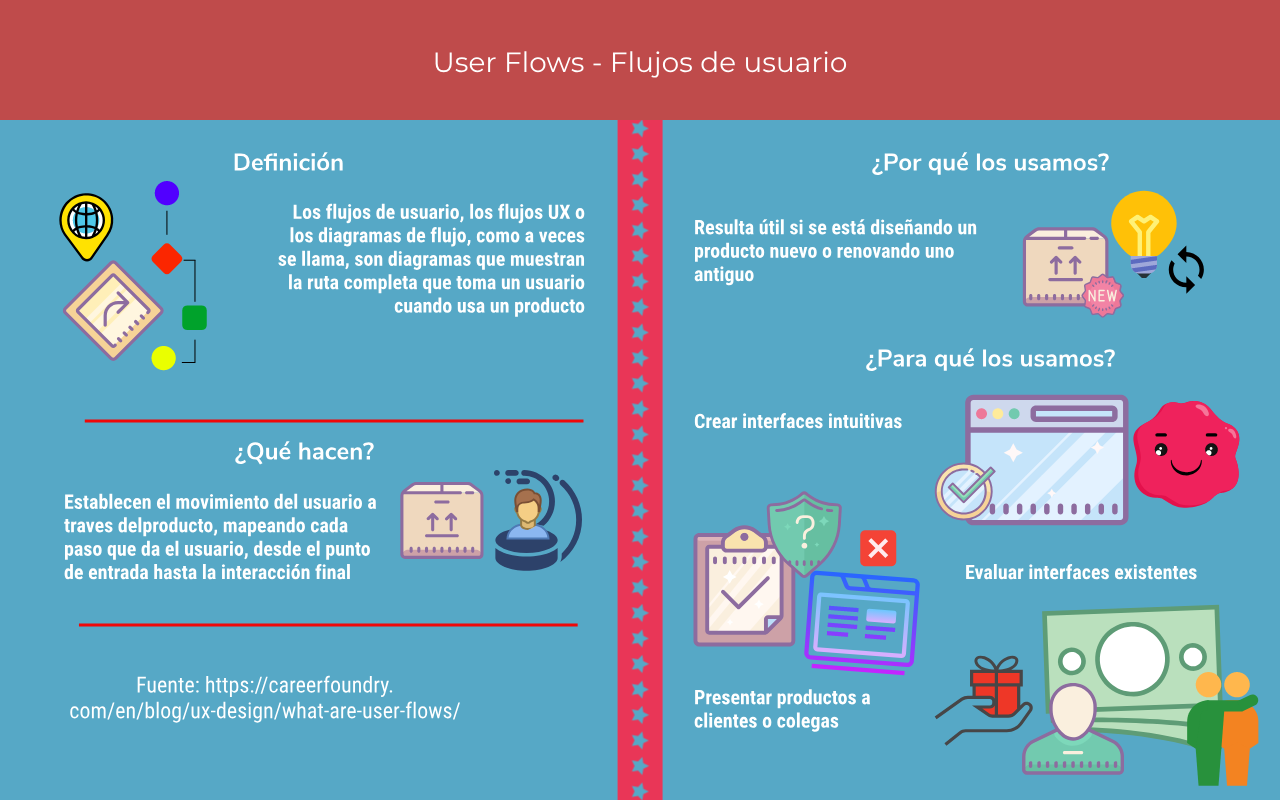 User Flows - Flujos de usuario
Definición
Los flujos de usuario, los flujos UX o
los diagramas de flujo, como a veces
se llama, son diagramas que muestran
la ruta completa que toma un usuario
cuando usa un producto
¿Qué hacen?
Establecen el movimiento del usuario a
traves delproducto, mapeando cada
paso que da el usuario, desde el punto
de entrada hasta la interacción final
Fuente: https://careerfoundry.
com/en/blog/ux-design/what-are-user-flows/
¿Por qué los usamos?
Resulta útil si se está diseñando un
producto nuevo o renovando uno
antiguo
NEW
¿Para qué los usamos?
Crear interfaces intuitivas
?
Evaluar interfaces existentes
Presentar productos a
clientes o colegas